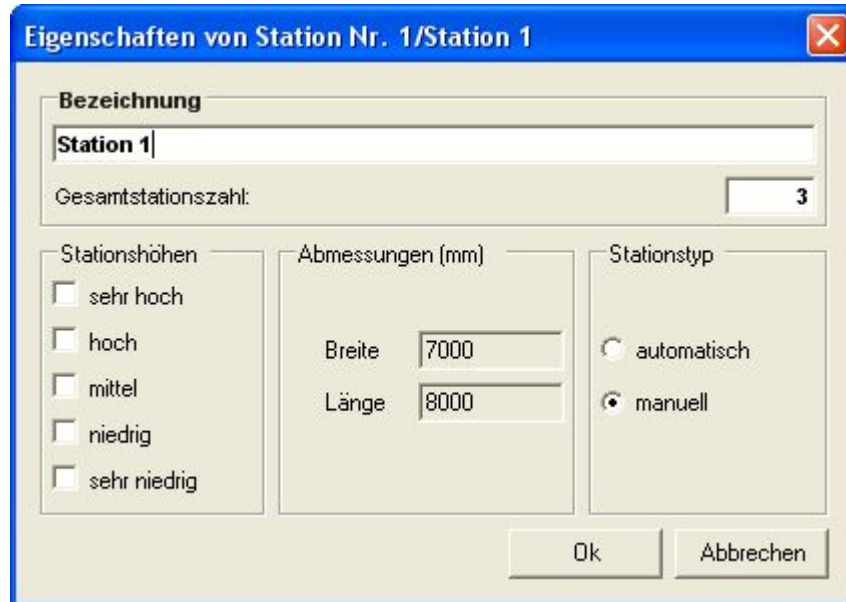 Eigenschaften von Station Nr. 1/Station 1
Bezeichnung
Station 1
Gesamtstationszahl: 3
Stationshöhen
sehr hoch
hoch
mittel
niedrig
sehr niedrig
Abmessungen (mm)
Breite 7000
Länge 8000
Stationstyp
automatisch
manuell
Ok
Abbrechen